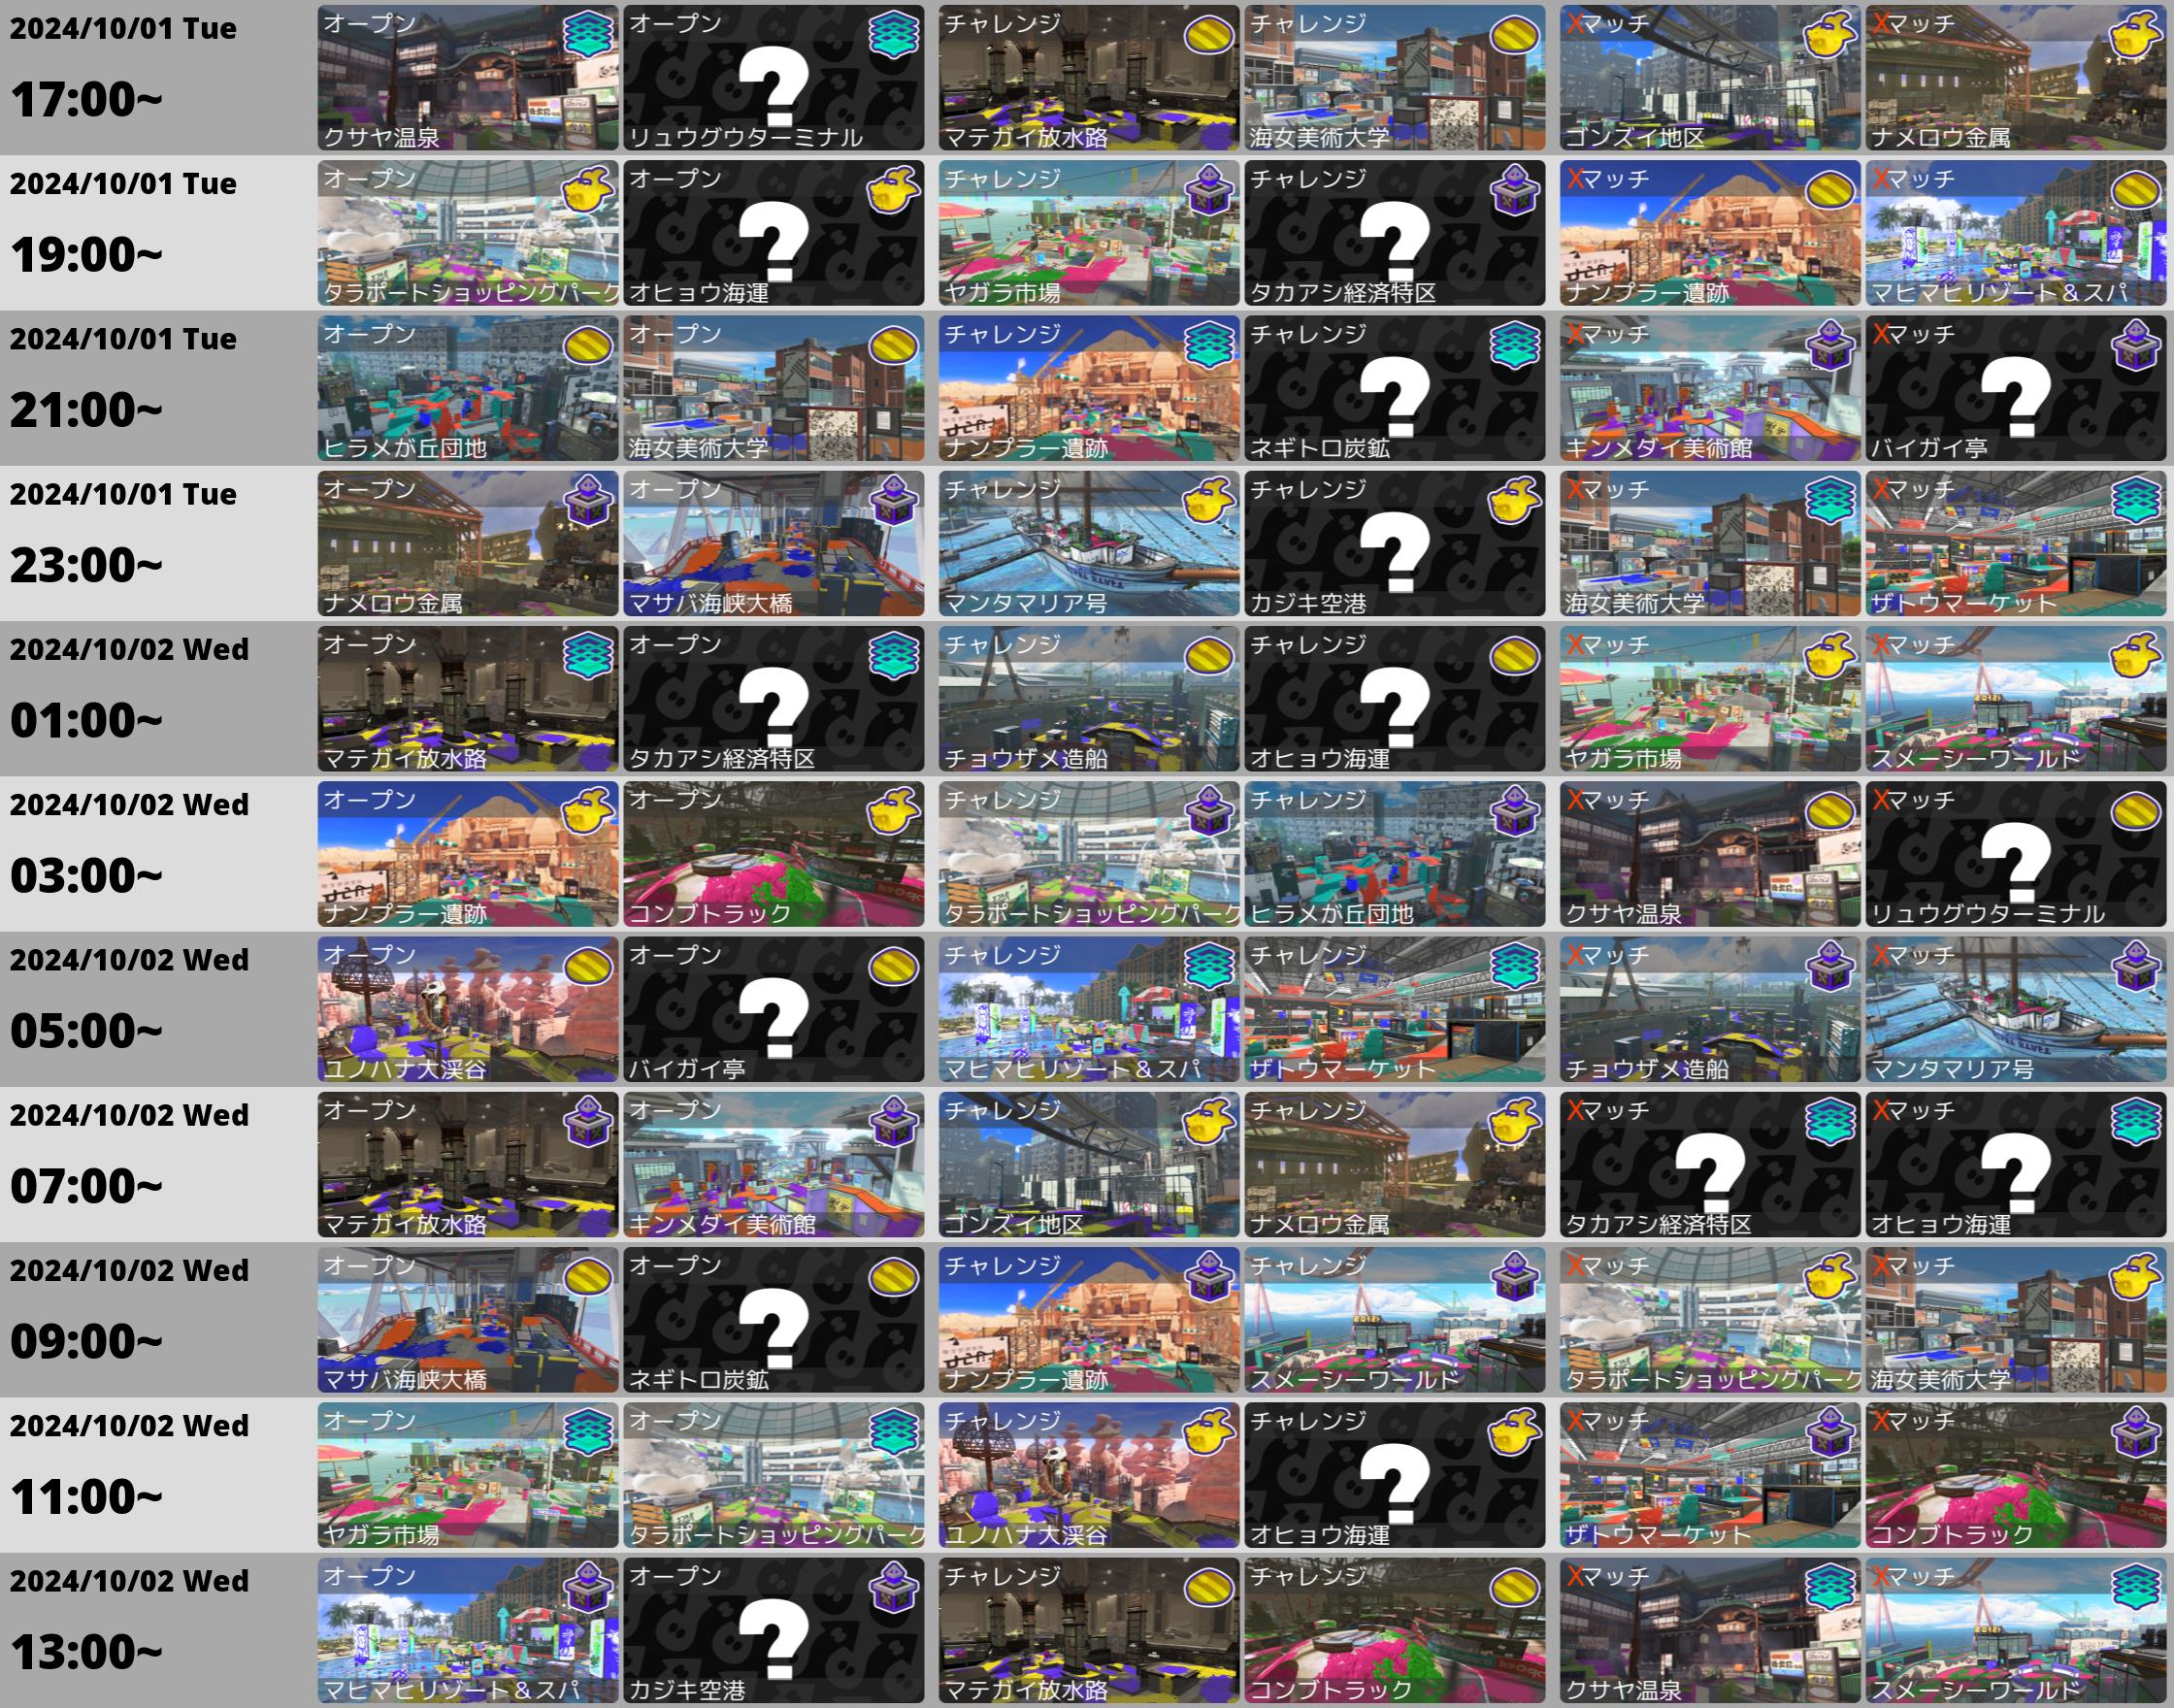 2024/10/01 Tue
17:00~
オープン
クサヤ温泉
オープン
リュウグウターミナル
チャレンジ
マテガイ放水路
チャレンジ
海女美術大学
Xマッチ
ゴンズイ地区
Xマッチ
ナメロウ金属
2024/10/01 Tue
19:00~
オープン
タラポートショッピングパーク
オープン
オヒョウ海運
チャレンジ
ヤガラ市場
チャレンジ
タカアシ経済特区
Xマッチ
ナンプラー遺跡
Xマッチ
マヒマヒリゾート&スパ
2024/10/01 Tue
21:00~
オープン
ヒラメが丘団地
オープン
海女美術大学
チャレンジ
ナンプラー遺跡
チャレンジ
ネギトロ炭鉱
Xマッチ
キンメダイ美術館
Xマッチ
バイガイ亭
2024/10/01 Tue
23:00~
オープン
ナメロウ金属
オープン
マサバ海峡大橋
チャレンジ
マンタマリア号
チャレンジ
カジキ空港
Xマッチ
海女美術大学
Xマッチ
ザトウマーケット
2024/10/02 Wed
01:00~
オープン
マテガイ放水路
オープン
タカアシ経済特区
チャレンジ
チョウザメ造船
チャレンジ
オヒョウ海運
Xマッチ
ヤガラ市場
Xマッチ
スメーシーワールド
2024/10/02 Wed
03:00~
オープン
ナンプラー遺跡
オープン
コンブトラック
チャレンジ
タラポートショッピングパーク
チャレンジ
ヒラメが丘団地
Xマッチ
クサヤ温泉
Xマッチ
リュウグウターミナル
2024/10/02 Wed
05:00~
オープン
ユノハナ大渓谷
オープン
バイガイ亭
チャレンジ
マヒマヒリゾート&スパ
チャレンジ
ザトウマーケット
Xマッチ
チョウザメ造船
Xマッチ
マンタマリア号
2024/10/02 Wed
07:00~
オープン
マテガイ放水路
オープン
キンメダイ美術館
チャレンジ
ゴンズイ地区
チャレンジ
ナメロウ金属
Xマッチ
タカアシ経済特区
Xマッチ
オヒョウ海運
2024/10/02 Wed
09:00~
オープン
マサバ海峡大橋
オープン
ネギトロ炭鉱
チャレンジ
ナンプラー遺跡
チャレンジ
スメーシーワールド
Xマッチ
タラポートショッピングパーク
Xマッチ
海女美術大学
2024/10/02 Wed
11:00~
オープン
ヤガラ市場
オープン
タラポートショッピングパーク
チャレンジ
ユノハナ大渓谷
チャレンジ
オヒョウ海運
Xマッチ
ザトウマーケット
Xマッチ
コンブトラック
2024/10/02 Wed
13:00~
オープン
マヒマヒリゾート&スパ
オープン
カジキ空港
チャレンジ
マテガイ放水路
チャレンジ
コンブトラック
Xマッチ
クサヤ温泉
Xマッチ
スメーシーワールド